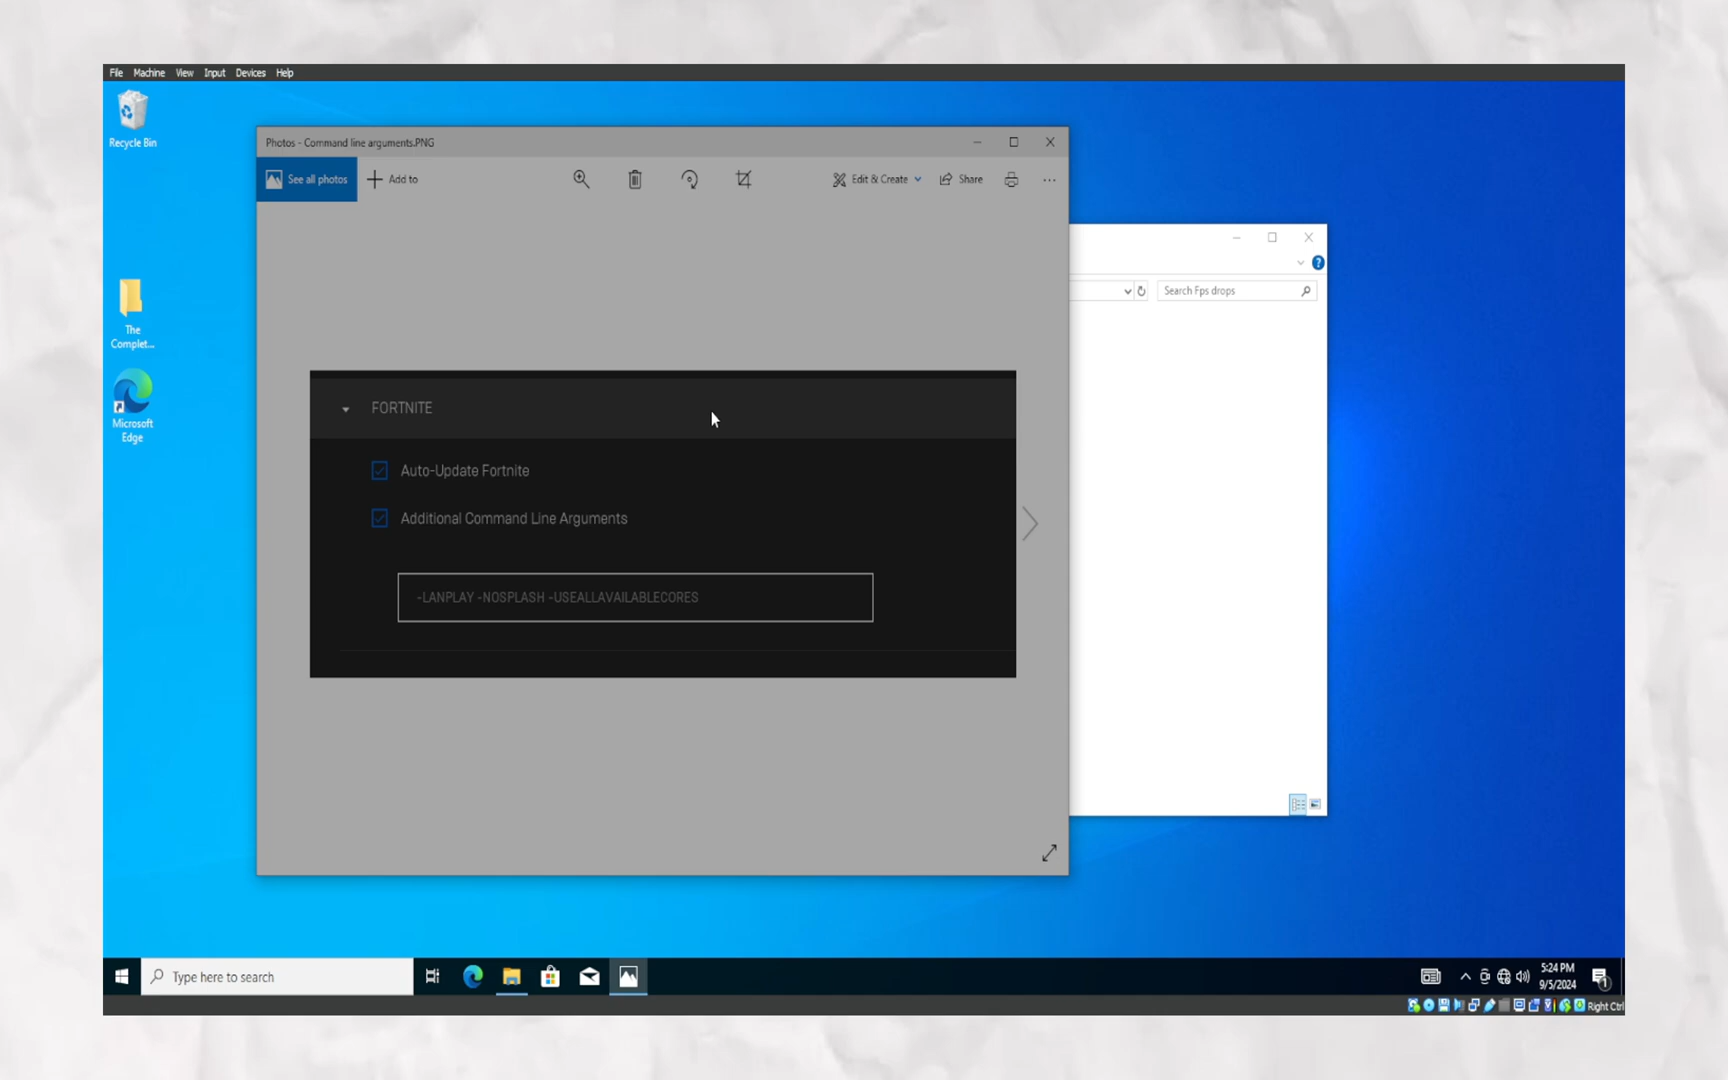 File Machine View Input Devices Help
Recycle Bin
Photos - Command line arguments.PNG
See all photos
Add to
Edit & Create
Share
Search Fps drops
The
Complet...
Microsoft
Edge
FORTNITE
Auto-Update Fortnite
Additional Command Line Arguments
-LANPLAY -NOSPLASH -USEALLAVAILABLECORES
Type here to search
5:24 PM
9/5/2024
1
Right Ctrl